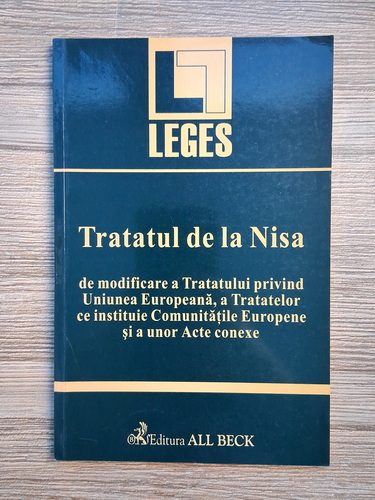 LEGES
Tratatul de la Nisa
de modificare a Tratatului privind
Uniunea Europeană, a Tratatelor
ce instituie Comunităţile Europene
şi a unor Acte conexe
Editura ALL BECK